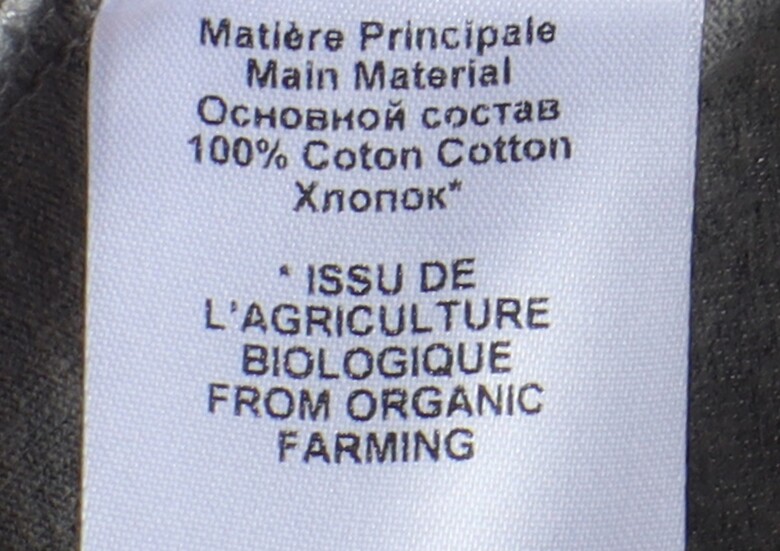 Matière Principale
Main Material
Основной состав
100% Coton Cotton
Хлопок*
* ISSU DE
L'AGRICULTURE
BIOLOGIQUE
FROM ORGANIC
FARMING